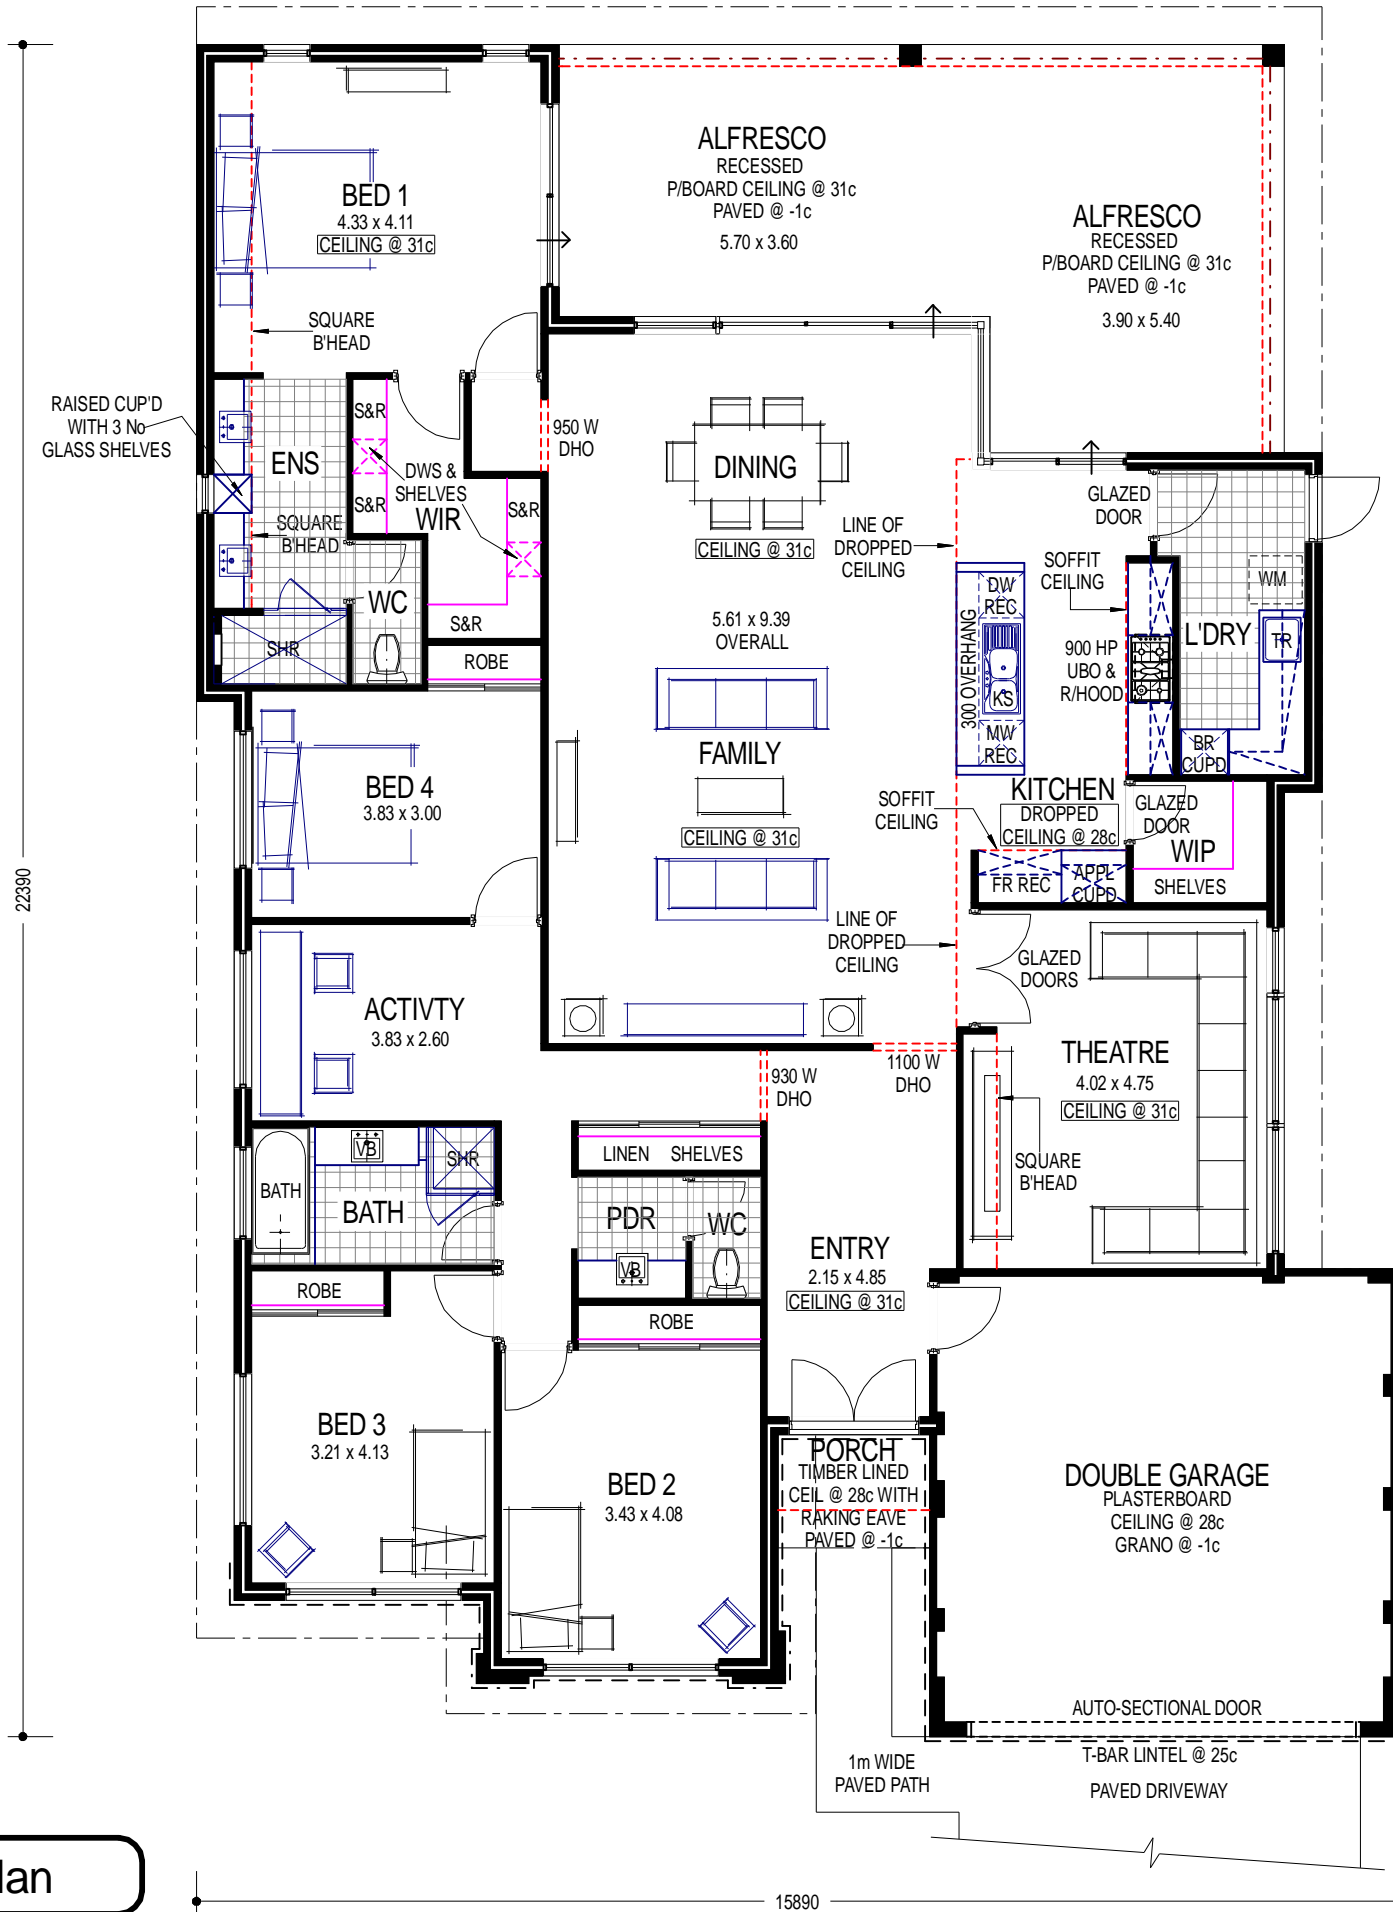 ALFRESCO
RECESSED
P/BOARD CEILING @ 31c
PAVED @ -1c
5.70 x 3.60
ALFRESCO
RECESSED
P/BOARD CEILING @ 31c
PAVED @ -1c
3.90 x 5.40
BED 1
4.33 x 4.11
CEILING @ 31c
SQUARE
B'HEAD
RAISED CUP'D
WITH 3 No
GLASS SHELVES
ENS
SQUARE
B'HEAD
S&R
S&R
DWS &
SHELVES
WIR
S&R
S&R
950 W
DHO
WC
SHR
ROBE
DINING
CEILING @ 31c
5.61 x 9.39
OVERALL
LINE OF
DROPPED
CEILING
GLAZED
DOOR
SOFFIT
CEILING
WM
DW
REC
300 OVERHANG
KS
MW
REC
900 HP
UBO &
R/HOOD
L'DRY
TR
BR
CUPD
FAMILY
CEILING @ 31c
BED 4
3.83 x 3.00
KITCHEN
DROPPED
CEILING @ 28c
SOFFIT
CEILING
GLAZED
DOOR
WIP
SHELVES
FR REC
APPL
CUPD
22390
LINE OF
DROPPED
CEILING
GLAZED
DOORS
ACTIVTY
3.83 x 2.60
THEATRE
4.02 x 4.75
CEILING @ 31c
930 W
DHO
1100 W
DHO
SQUARE
B'HEAD
LINEN SHELVES
VB
SHR
BATH
BATH
PDR
WC
VB
ENTRY
2.15 x 4.85
CEILING @ 31c
ROBE
ROBE
BED 3
3.21 x 4.13
BED 2
3.43 x 4.08
PORCH
TIMBER LINED
CEIL @ 28c WITH
RAKING EAVE
PAVED @ -1c
DOUBLE GARAGE
PLASTERBOARD
CEILING @ 28c
GRANO @ -1c
AUTO-SECTIONAL DOOR
T-BAR LINTEL @ 25c
1m WIDE
PAVED PATH
PAVED DRIVEWAY
lan
15890